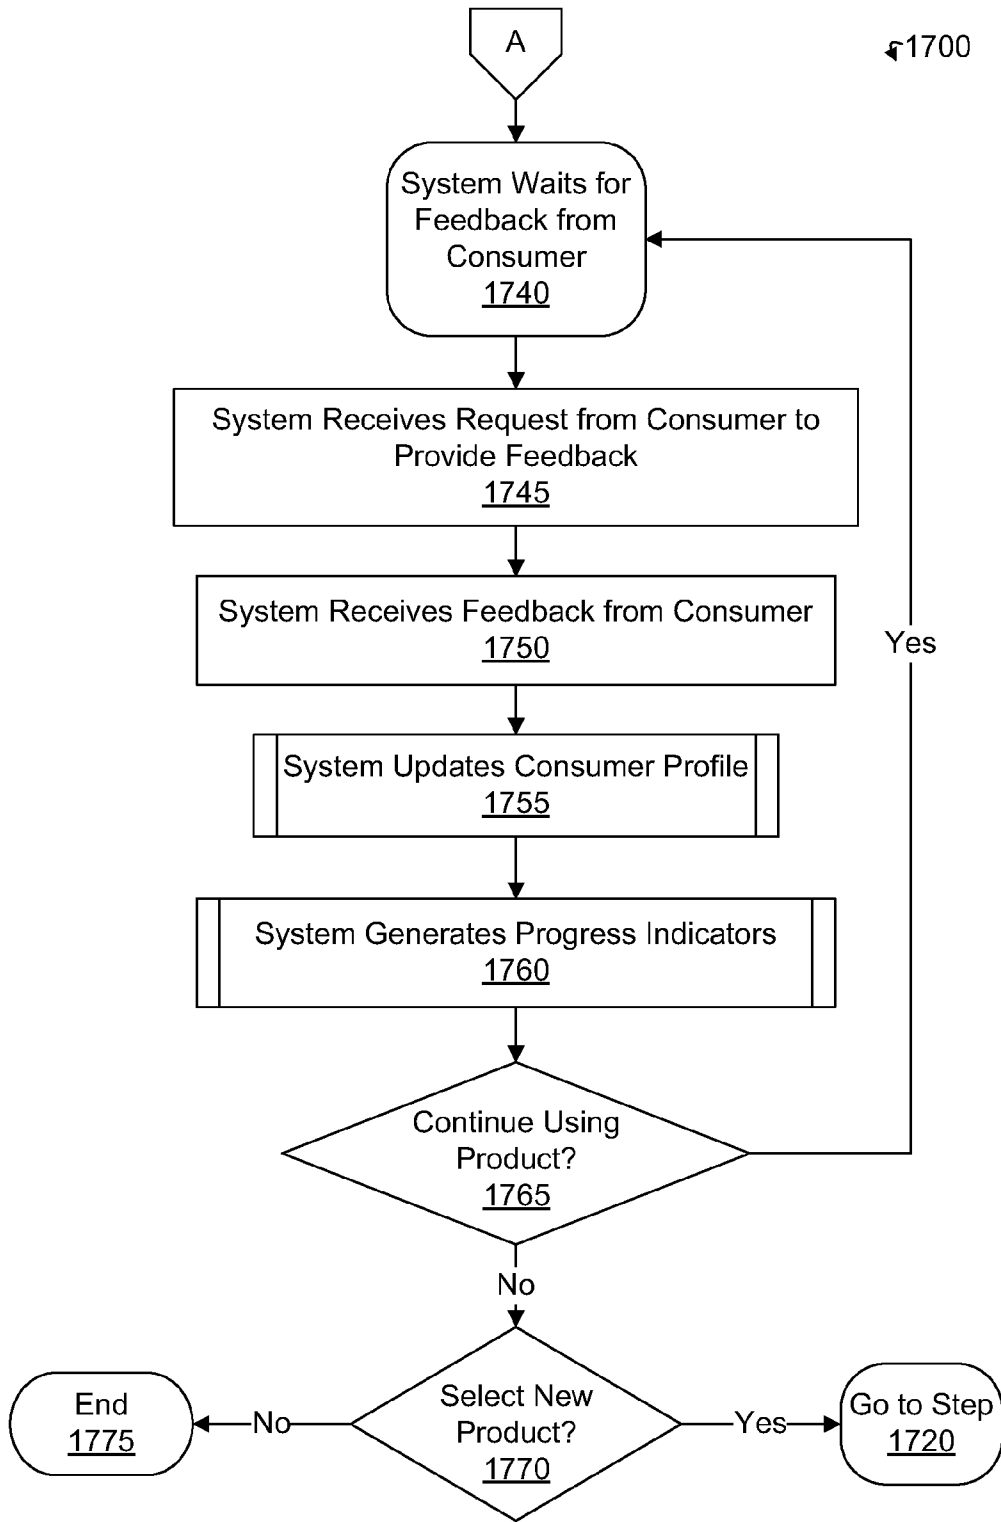 A
1700
System Waits for
Feedback from
Consumer
1740
System Receives Request from Consumer to
Provide Feedback
1745
System Receives Feedback from Consumer
1750
Yes
System Updates Consumer Profile
1755
System Generates Progress Indicators
1760
Continue Using
Product?
1765
No
Select New
Product?
1770
No
End
1775
Yes
Go to Step
1720